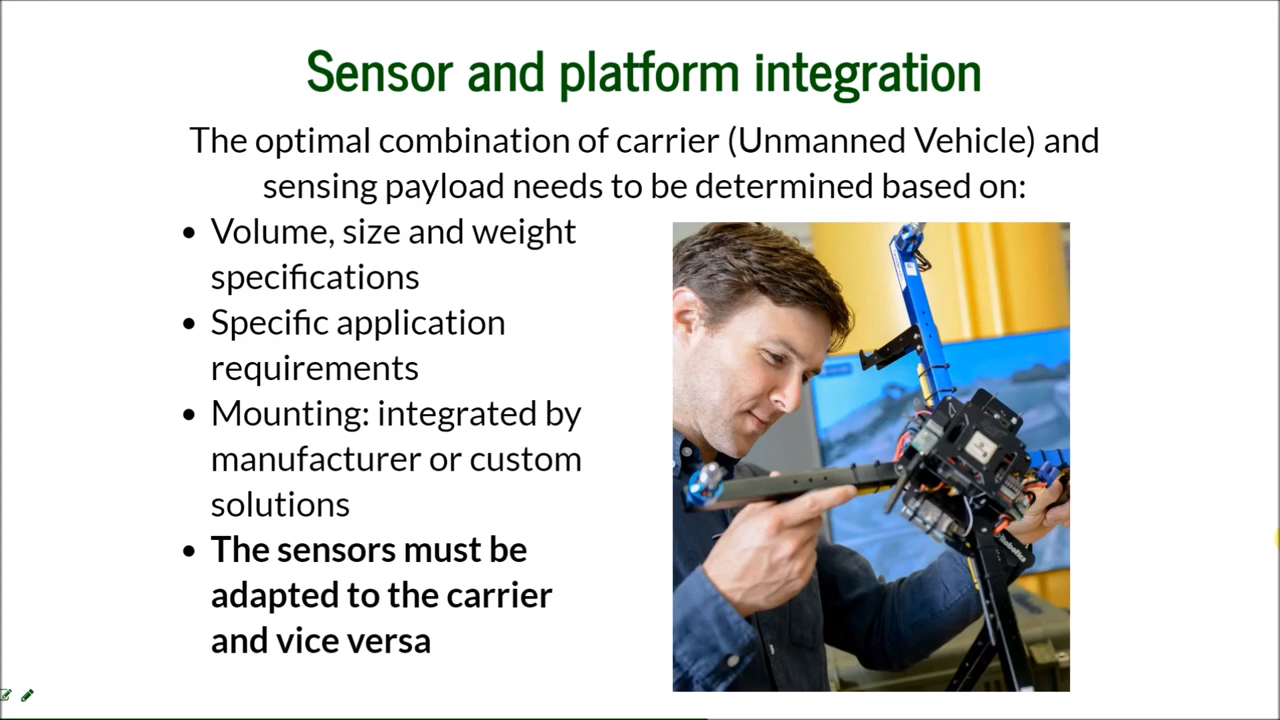 Sensor and platform integration
The optimal combination of carrier (Unmanned Vehicle) and
sensing payload needs to be determined based on:
• Volume, size and weight
specifications
• Specific application
requirements
• Mounting: integrated by
manufacturer or custom
solutions
• The sensors must be
adapted to the carrier
and vice versa